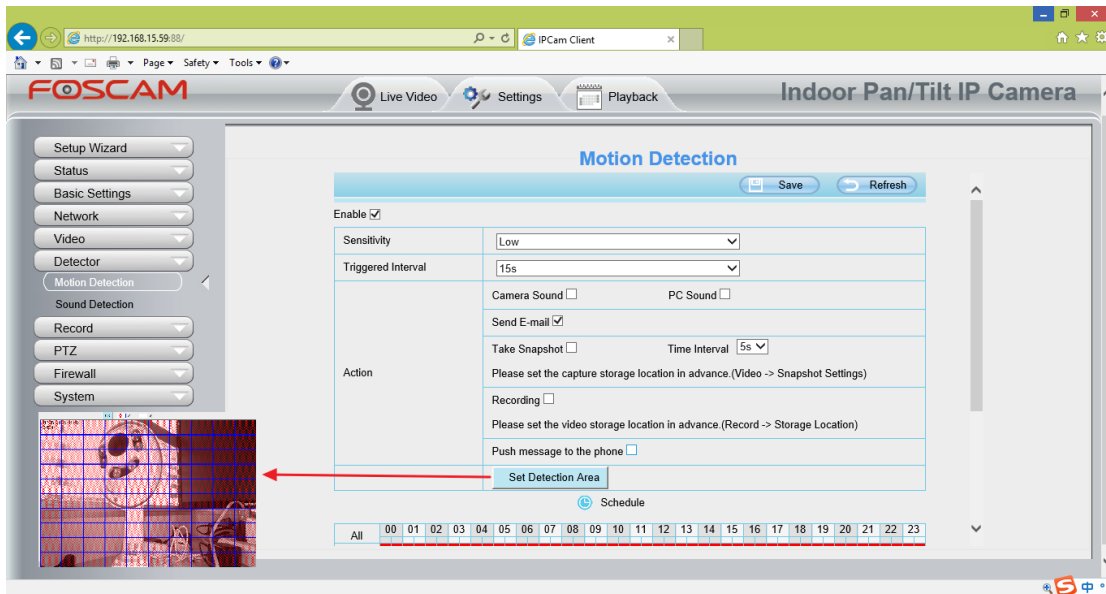 http://192.168.15.59:88/
IPCam Client
Page Safety Tools
FOSCAM
Live Video
Settings
Playback
Indoor Pan/Tilt IP Camera
Setup Wizard
Status
Basic Settings
Network
Video
Detector
Motion Detection
Sound Detection
Record
PTZ
Firewall
System
Motion Detection
Save
Refresh
Enable
Sensitivity
Low
Triggered Interval
15s
Action
Camera Sound
PC Sound
Send E-mail
Take Snapshot
Time Interval
5s
Please set the capture storage location in advance.(Video -> Snapshot Settings)
Recording
Please set the video storage location in advance.(Record -> Storage Location)
Push message to the phone
Set Detection Area
Schedule
All
00 01 02 03 04 05 06 07 08 09 10 11 12 13 14 15 16 17 18 19 20 21 22 23
中